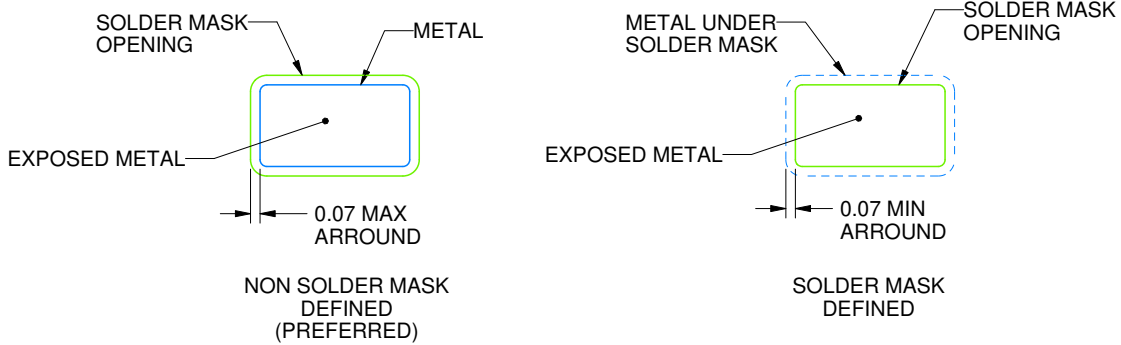 SOLDER MASK
OPENING
METAL
EXPOSED METAL
0.07 MAX
ARROUND
NON SOLDER MASK
DEFINED
(PREFERRED)
METAL UNDER
SOLDER MASK
SOLDER MASK
OPENING
EXPOSED METAL
0.07 MIN
ARROUND
SOLDER MASK
DEFINED